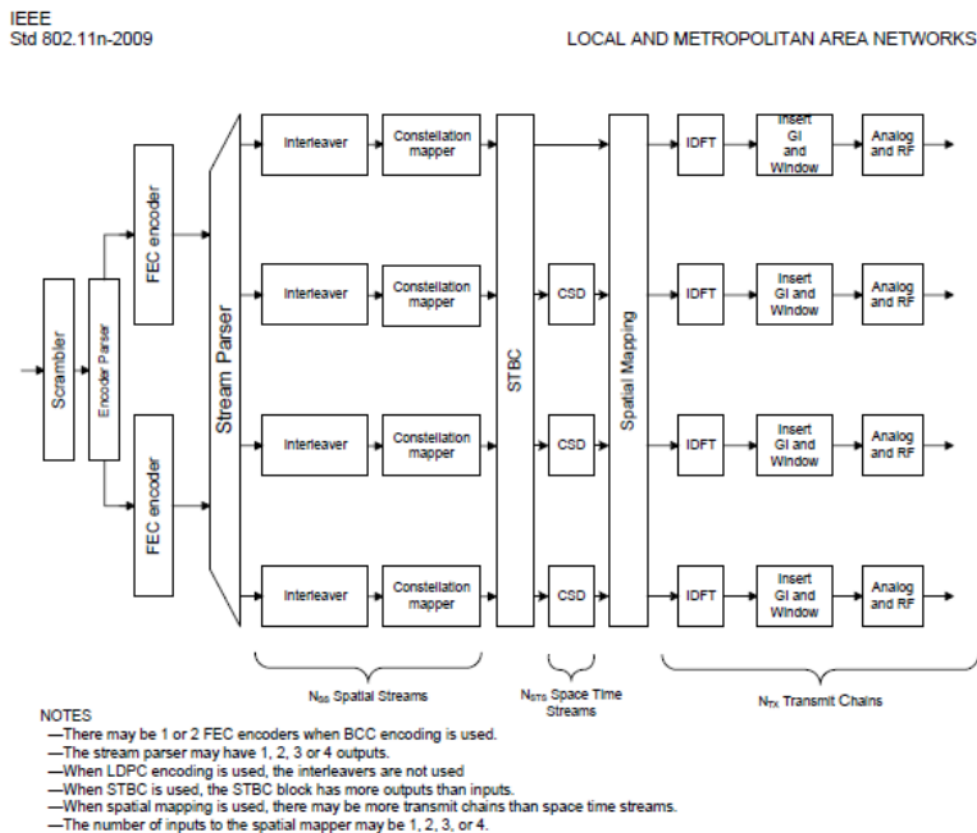 IEEE
Std 802.11n-2009
LOCAL AND METROPOLITAN AREA NETWORKS
Scrambler
Encoder Parser
FEC encoder
FEC encoder
Stream Parser
Interleaver
Constellation
mapper
Interleaver
Constellation
mapper
Interleaver
Constellation
mapper
Interleaver
Constellation
mapper
STBC
CSD
CSD
CSD
Spatial Mapping
IDFT
Insert
GI
and
Window
Analog
and RF
IDFT
Insert
GI and
Window
Analog
and RF
IDFT
Insert
GI and
Window
Analog
and RF
IDFT
Insert
GI and
Window
Analog
and RF
NSS Spatial Streams
NSTS Space Time
Streams
NTX Transmit Chains
NOTES
—There may be 1 or 2 FEC encoders when BCC encoding is used.
—The stream parser may have 1, 2, 3 or 4 outputs.
—When LDPC encoding is used, the interleavers are not used
—When STBC is used, the STBC block has more outputs than inputs.
—When spatial mapping is used, there may be more transmit chains than space time streams.
—The number of inputs to the spatial mapper may be 1, 2, 3, or 4.